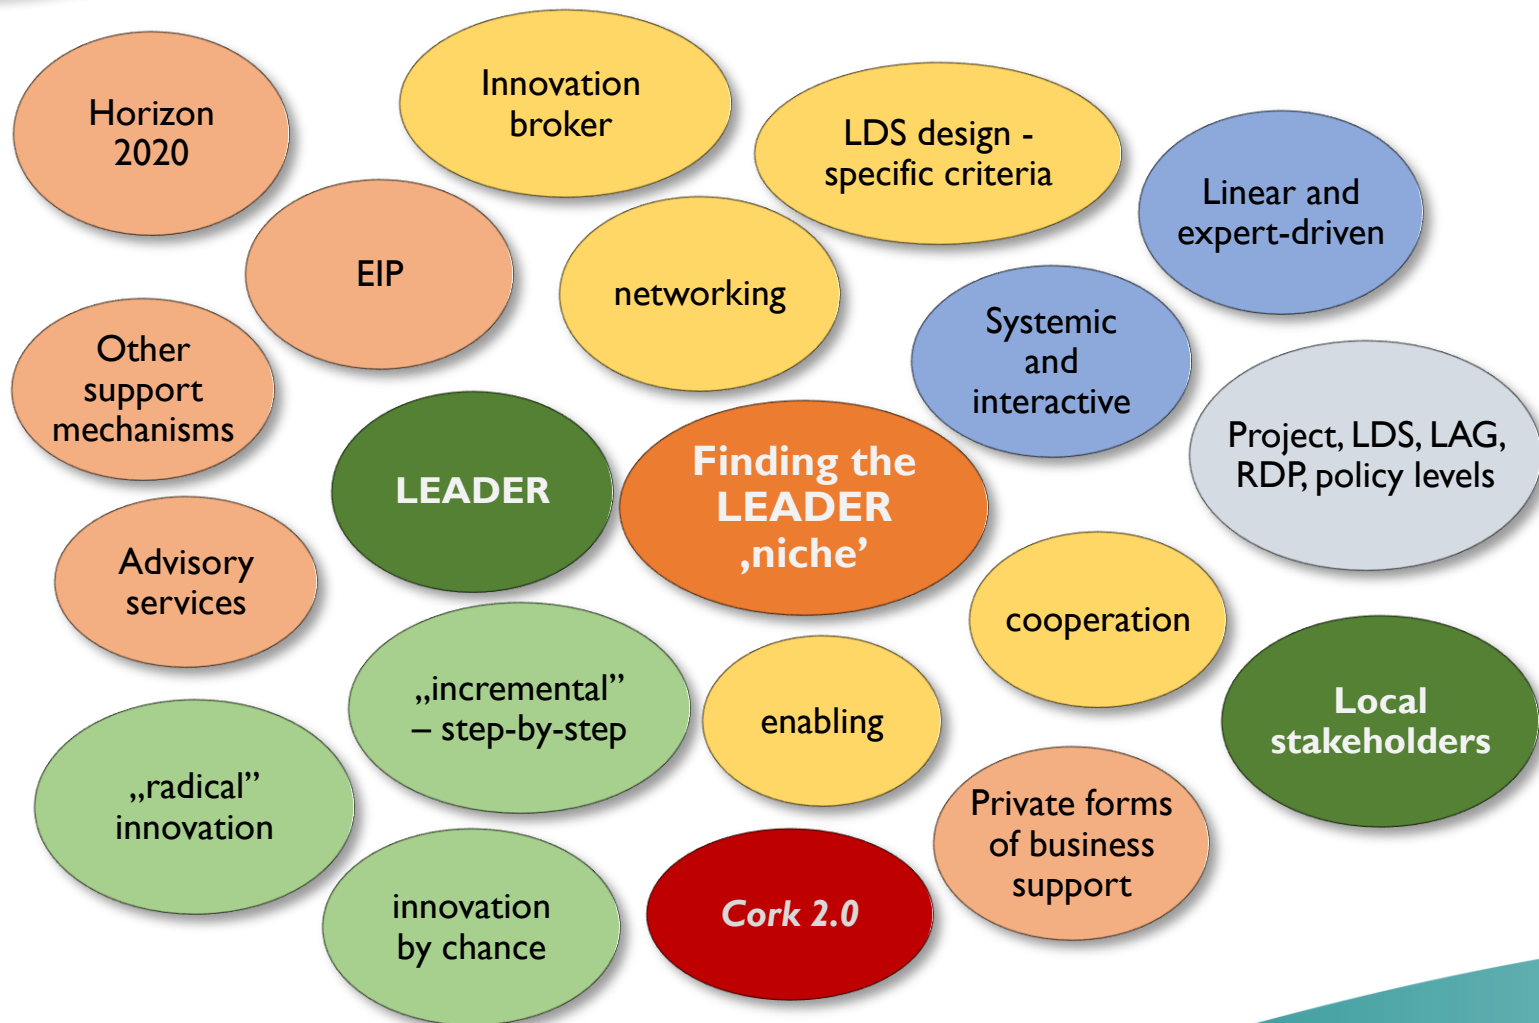 Horizon
2020
Innovation
broker
LDS design -
specific criteria
Linear and
expert-driven
EIP
networking
Systemic
and
interactive
Other
support
mechanisms
Project, LDS, LAG,
RDP, policy levels
LEADER
Finding the
LEADER
‚niche’
Advisory
services
cooperation
„incremental”
– step-by-step
enabling
Local
stakeholders
„radical”
innovation
Private forms
of business
support
innovation
by chance
Cork 2.0